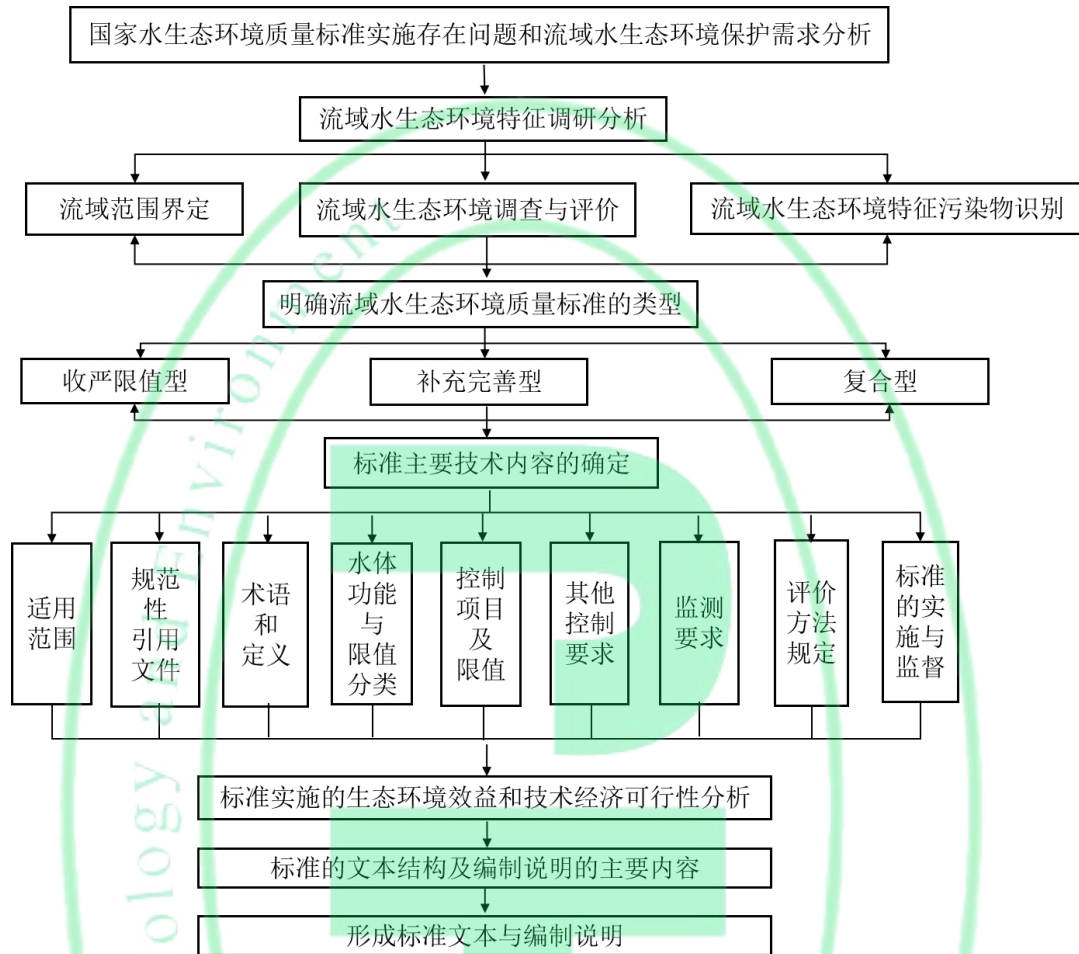 国家水生态环境质量标准实施存在问题和流域水生态环境保护需求分析
流域水生态环境特征调研分析
流域范围界定
流域水生态环境调查与评价
流域水生态环境特征污染物识别
明确流域水生态环境质量标准的类型
收严限值型
补充完善型
复合型
标准主要技术内容的确定
适用
范围
规范
性
引用
文件
术语
和
定义
水体
功能
与
限值
分类
控制
项目
及
限值
其他
控制
要求
监测
要求
评价
方法
规定
标准
的实
施与
监督
标准实施的生态环境效益和技术经济可行性分析
标准的文本结构及编制说明的主要内容
形成标准文本与编制说明
ology and Environment